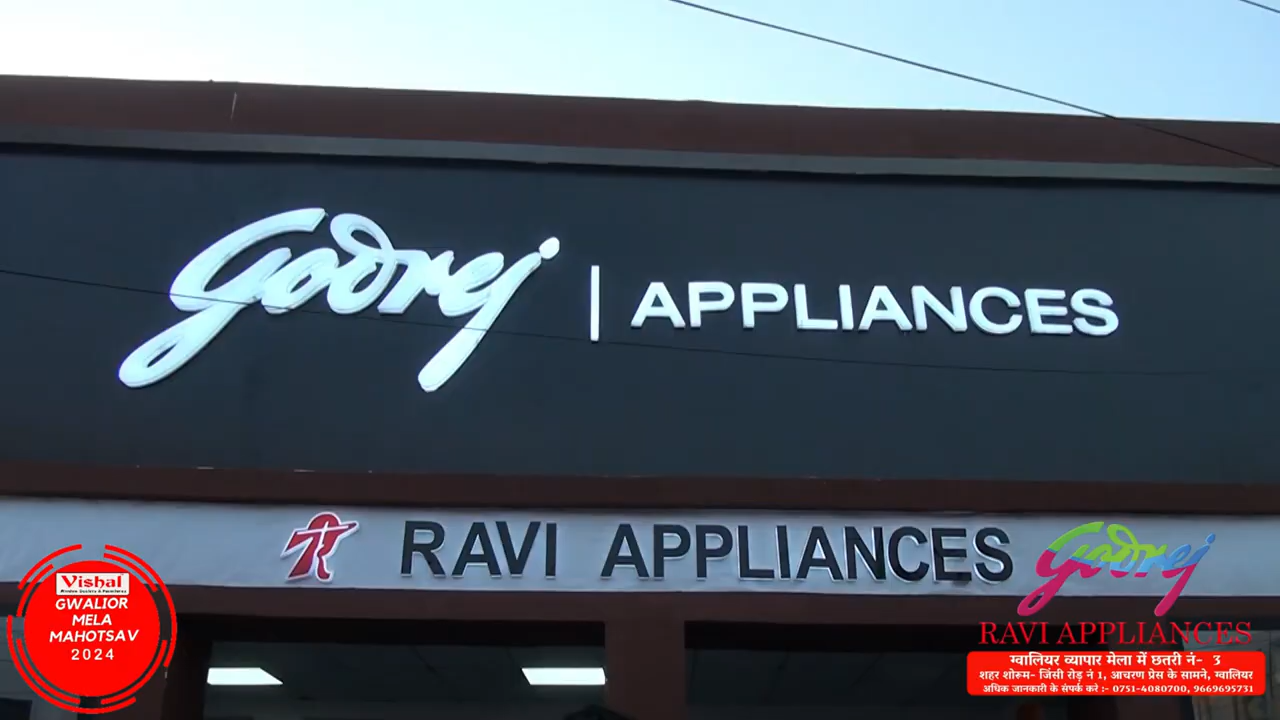 Godrej | APPLIANCES
RAVI APPLIANCES
Vishal
GWALIOR
MELA
MAHOTSAV
2024
Godrej
RAVI APPLIANCES
ग्वालियर व्यापार मेला में छतरी नं- 3
शहर शोरूम- जिंसी रोड़ नं 1, आचरण प्रेस के सामने, ग्वालियर
अधिक जानकारी के संपर्क करे :- 0751-4080700, 9669695731